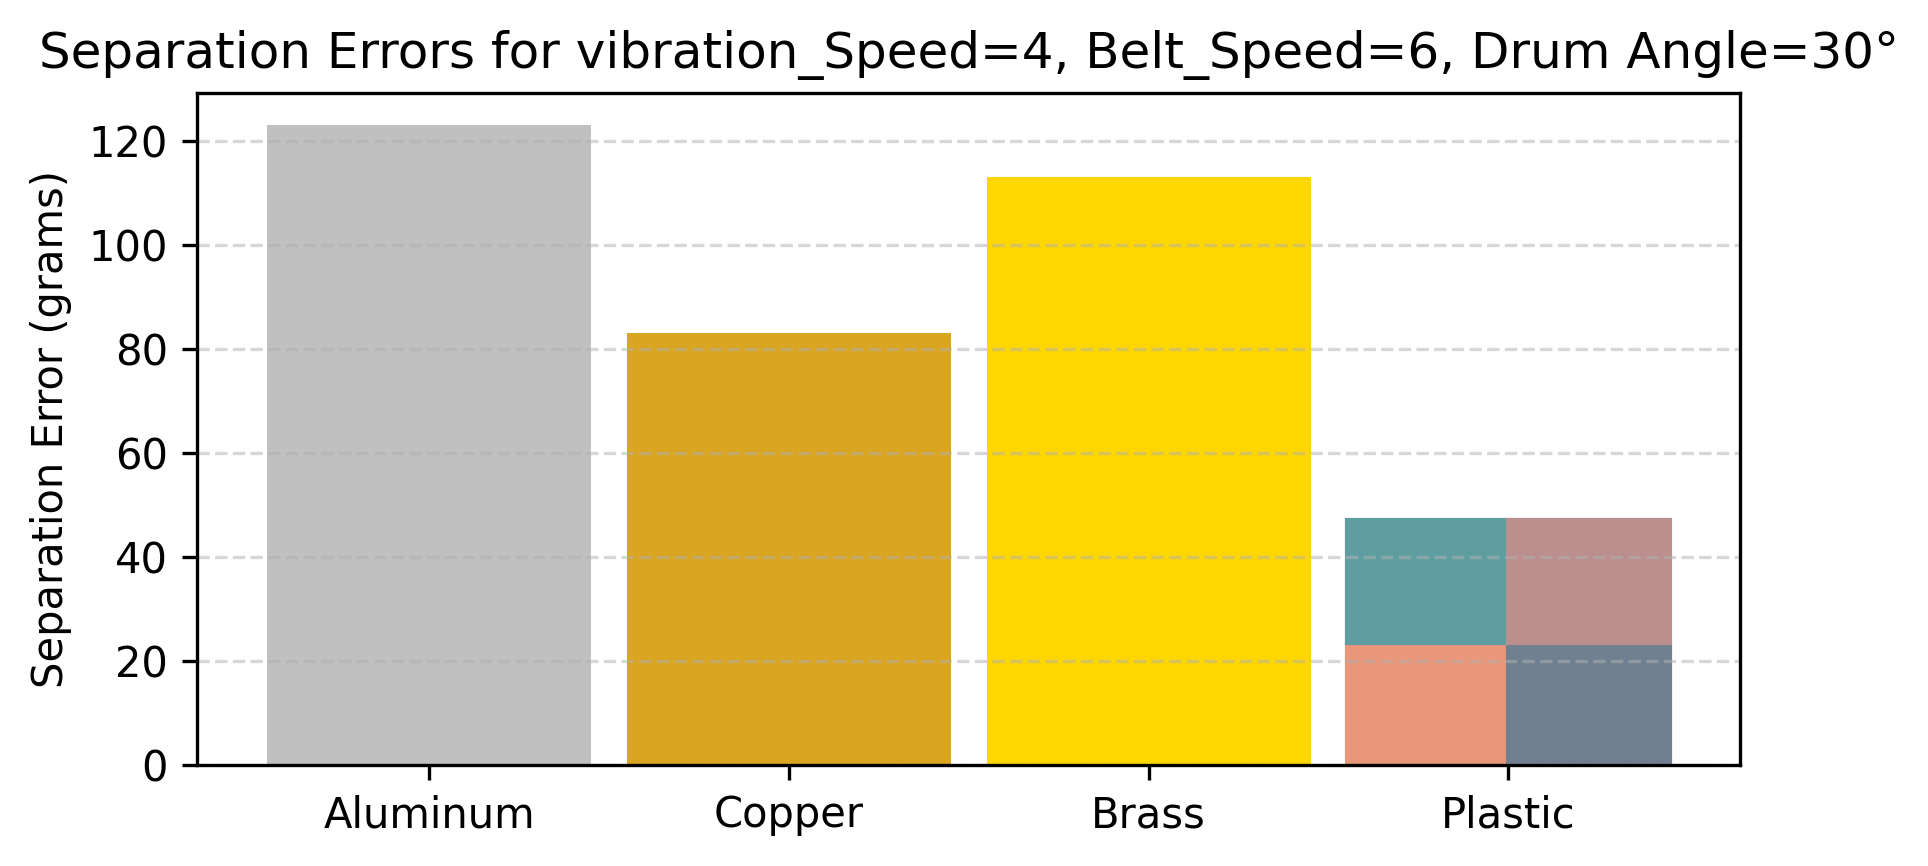 Separation Errors for vibration_Speed=4, Belt_Speed=6, Drum Angle=30°
Separation Error (grams)
120
100
80
60
40
20
0
Aluminum Copper Brass Plastic